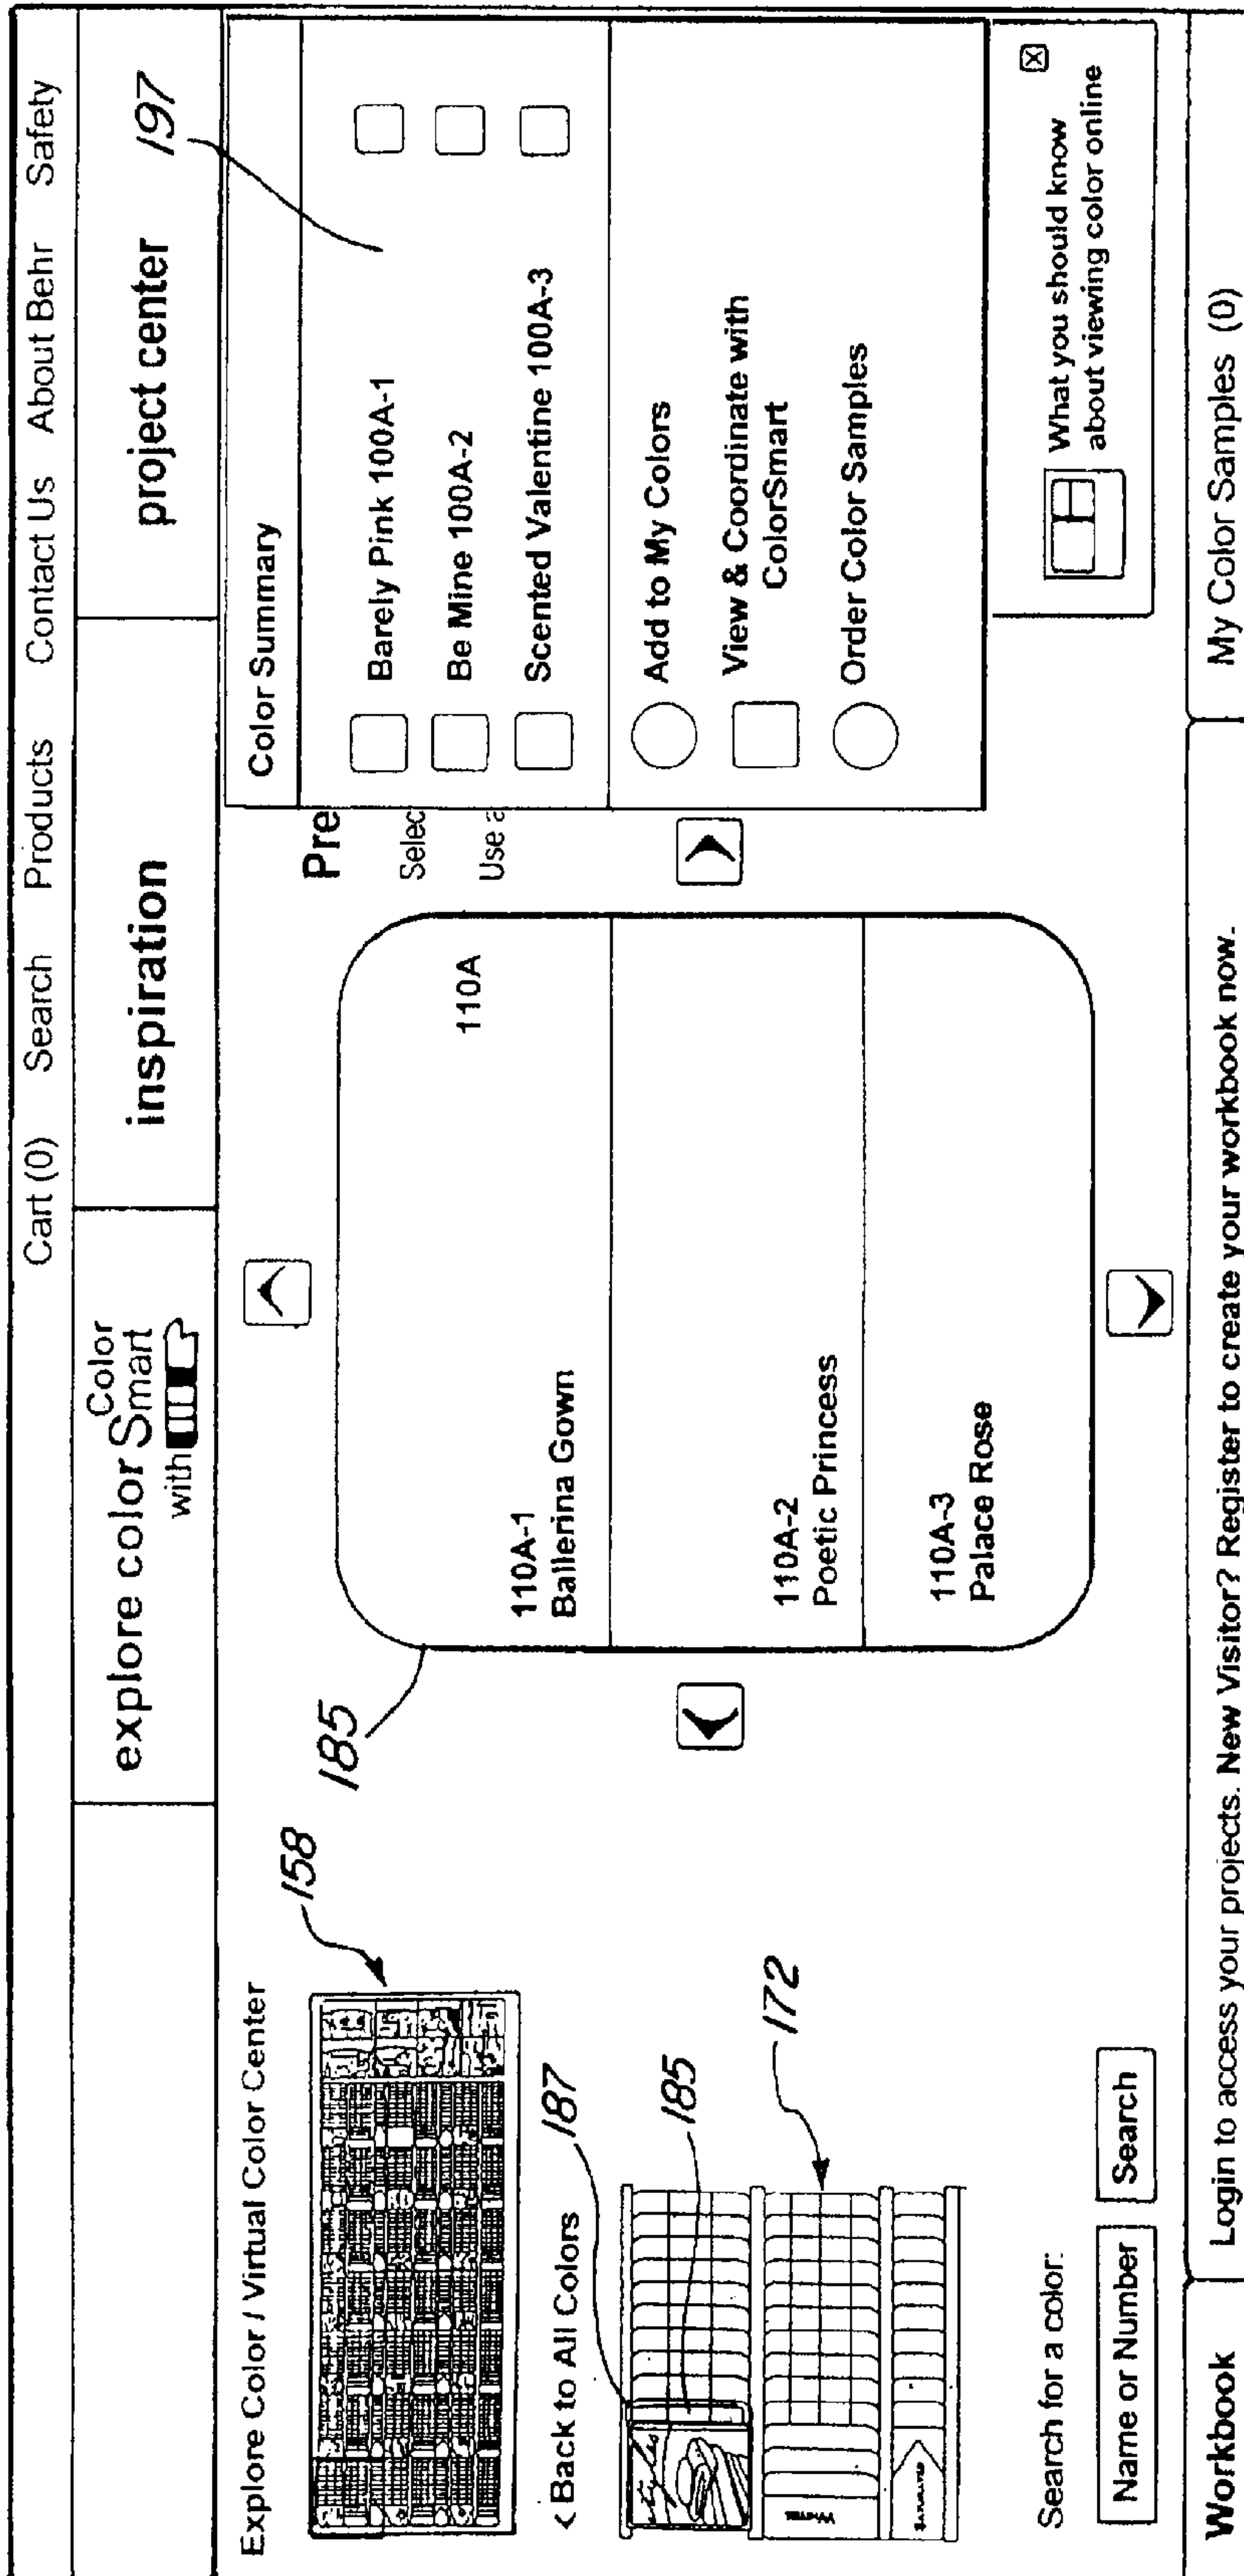 Cart (0) Search Products Contact Us About Behr Safety
explore color
Color
Smart
with
inspiration
project center
197
Explore Color / Virtual Color Center
158
< Back to All Colors
187
185
172
Search for a color:
Name or Number
Search
185
110A
110A-1
Ballerina Gown
110A-2
Poetic Princess
110A-3
Palace Rose
Pre
Selec
Use a
Color Summary
Barely Pink 100A-1
Be Mine 100A-2
Scented Valentine 100A-3
Add to My Colors
View & Coordinate with
ColorSmart
Order Color Samples
What you should know
about viewing color online
Workbook
Login to access your projects. New Visitor? Register to create your workbook now.
My Color Samples (0)